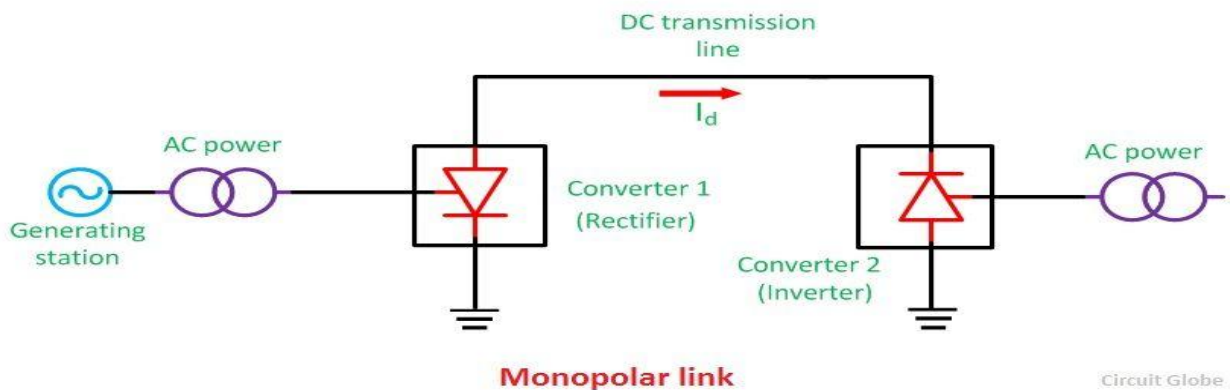 DC transmission
line
I_d
AC power
AC power
Generating
station
Converter 1
(Rectifier)
Converter 2
(Inverter)
Monopolar link
Circuit Globe